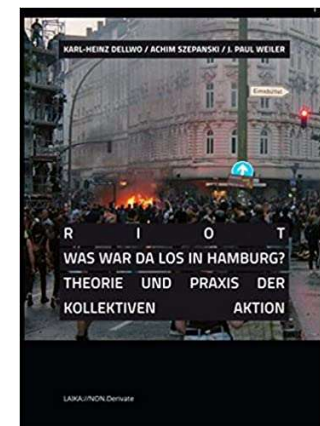 KARL-HEINZ DELLWO / ACHIM SZEPANSKI / J. PAUL WEILER
R I O T
WAS WAR DA LOS IN HAMBURG?
THEORIE UND PRAXIS DER
KOLLEKTIVEN AKTION
LAIKA://NON.Derivate